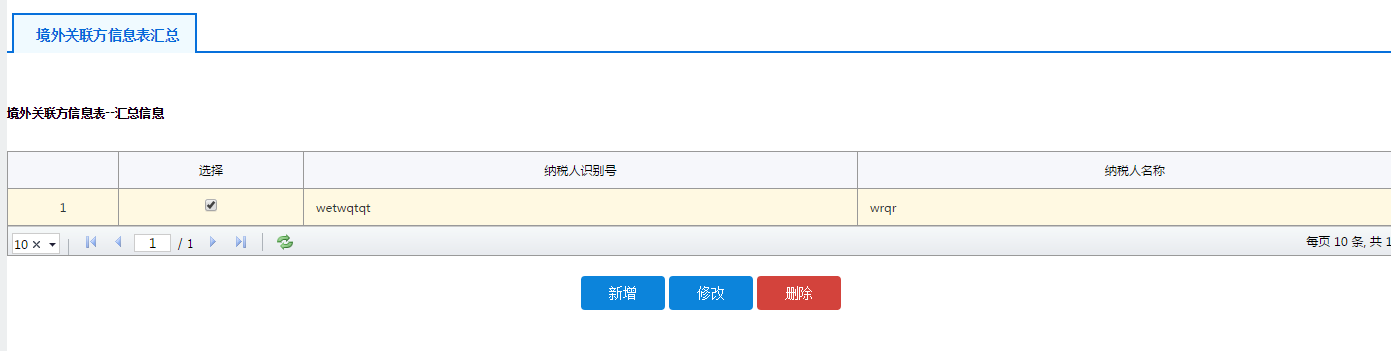 境外关联方信息表汇总
境外关联方信息表--汇总信息
选择 纳税人识别号 纳税人名称
1 wetwqtqt wrqr
10 × 1 / 1 每页 10 条, 共 1
新增 修改 删除